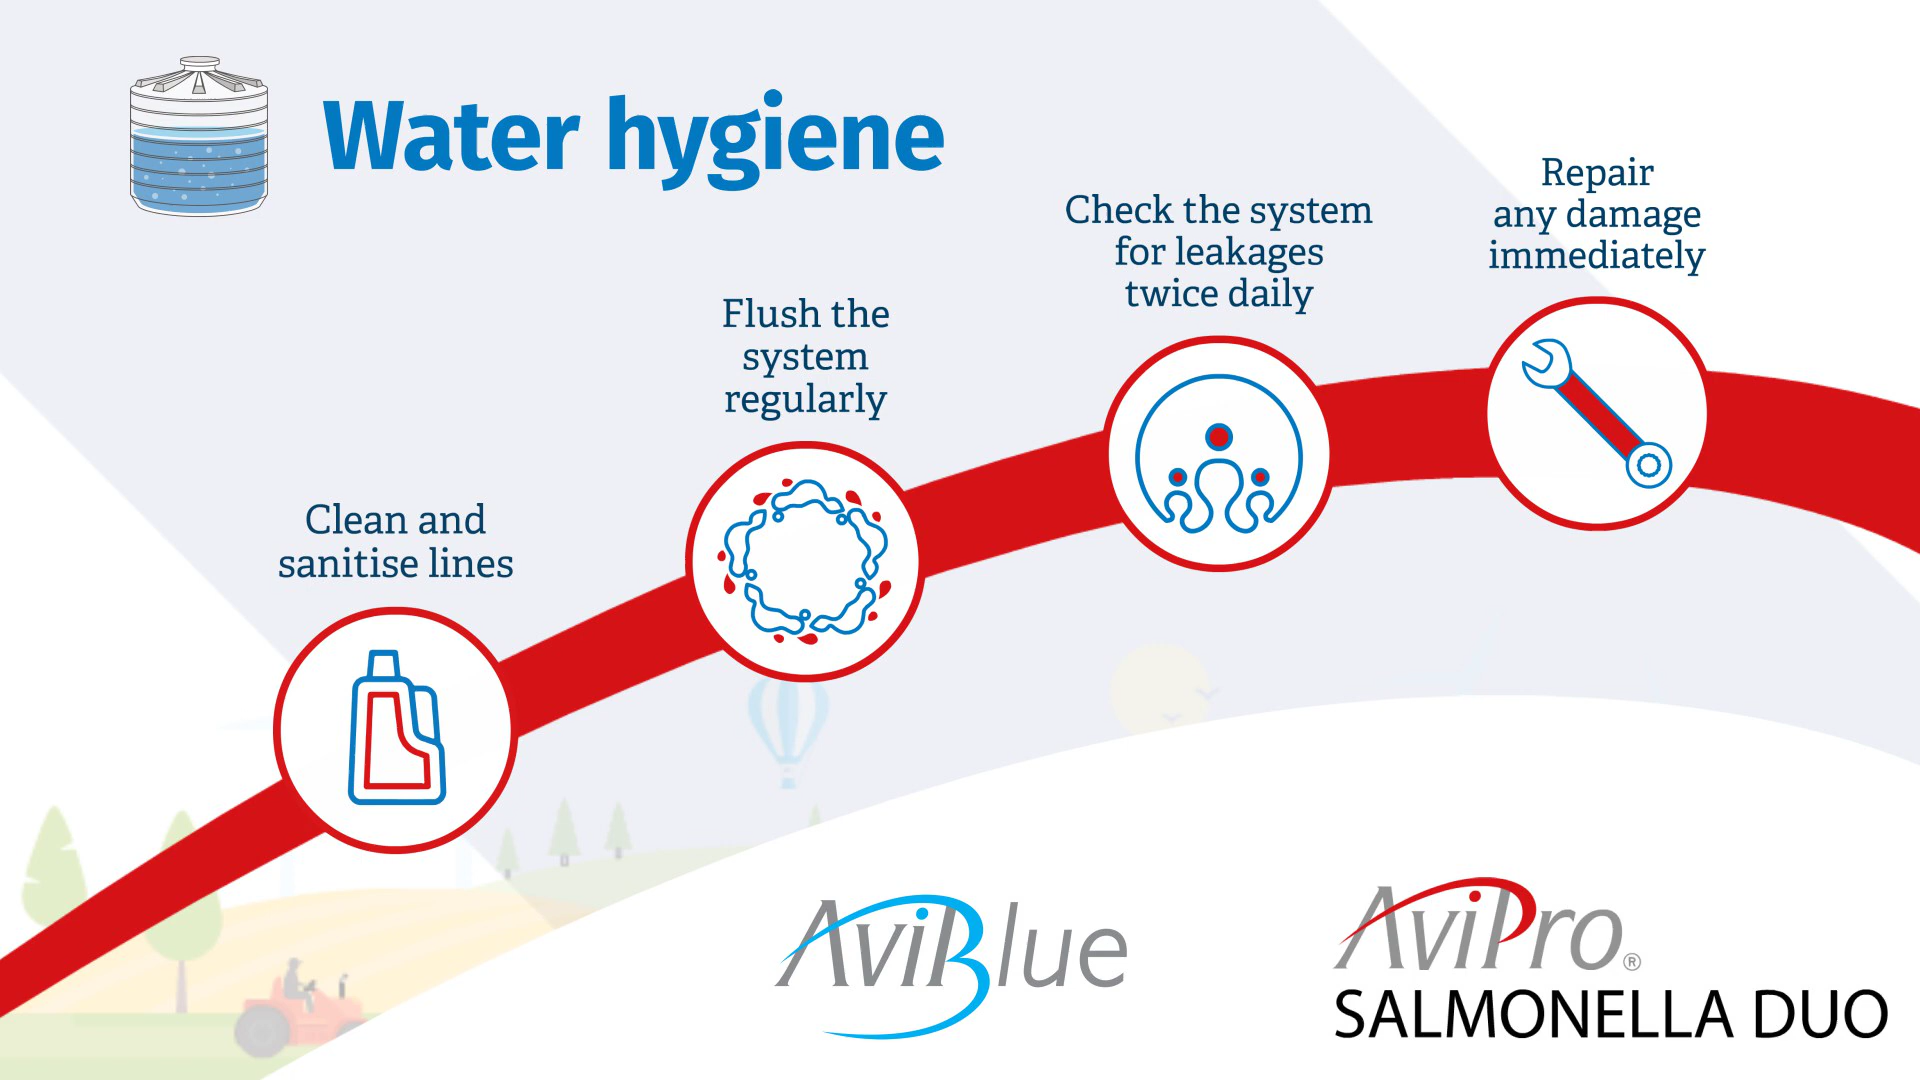 Water hygiene
Clean and
sanitise lines
Flush the
system
regularly
Check the system
for leakages
twice daily
Repair
any damage
immediately
AviBlue
AviPro®
SALMONELLA DUO